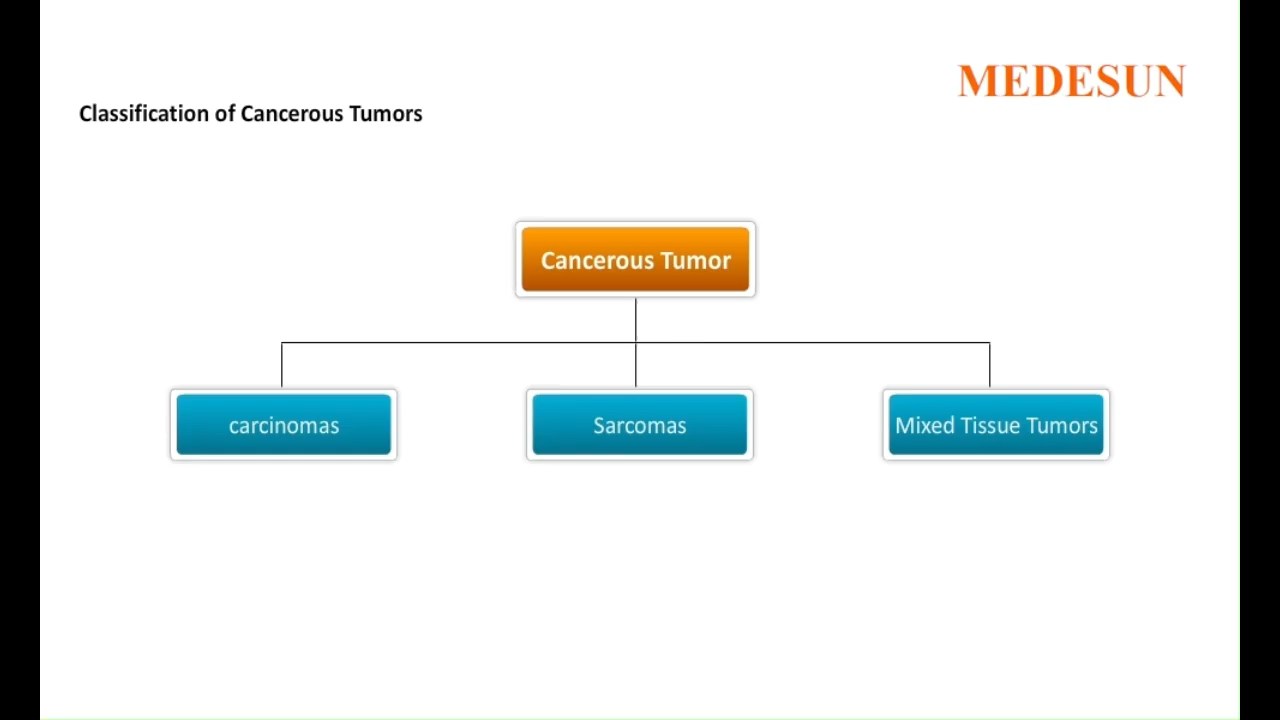 MEDESUN
Classification of Cancerous Tumors
Cancerous Tumor
carcinomas
Sarcomas
Mixed Tissue Tumors